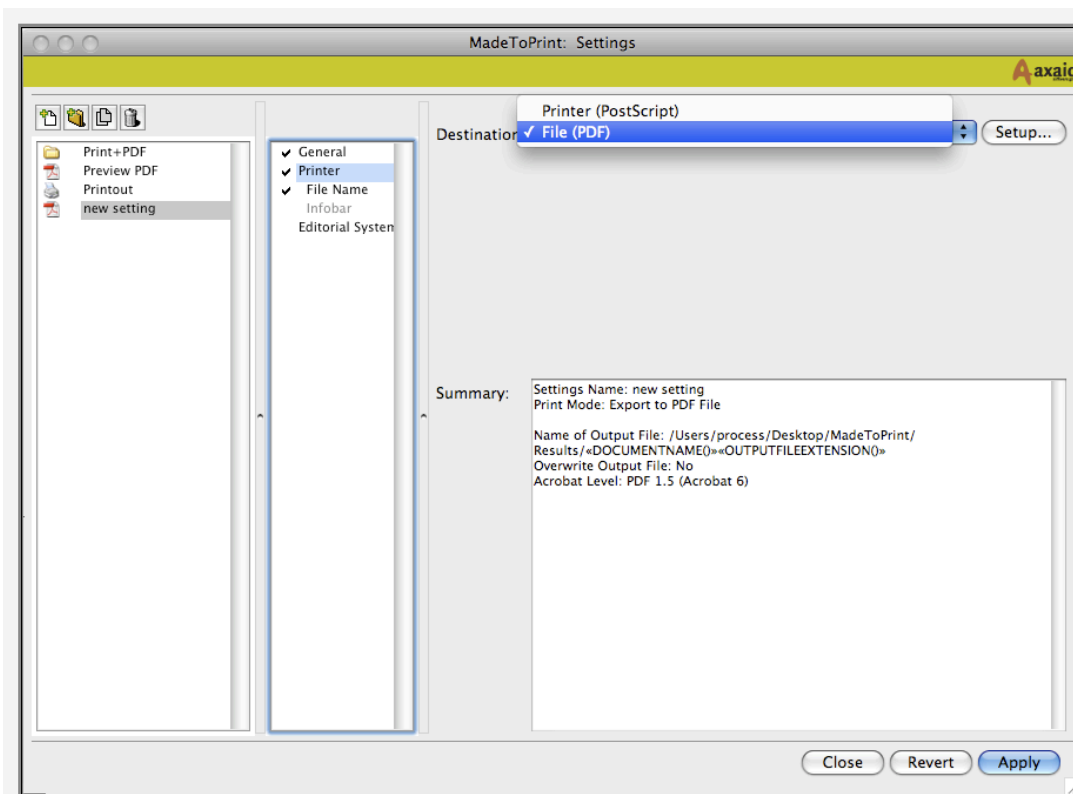 MadeToPrint: Settings
Print+PDF
Preview PDF
Printout
new setting
General
Printer
File Name
Infobar
Editorial System
Destination
Printer (PostScript)
✓ File (PDF)
Setup...
Summary:
Settings Name: new setting
Print Mode: Export to PDF File
Name of Output File: /Users/process/Desktop/MadeToPrint/
Results/«DOCUMENTNAME()»«OUTPUTFILEEXTENSION()»
Overwrite Output File: No
Acrobat Level: PDF 1.5 (Acrobat 6)
Close
Revert
Apply